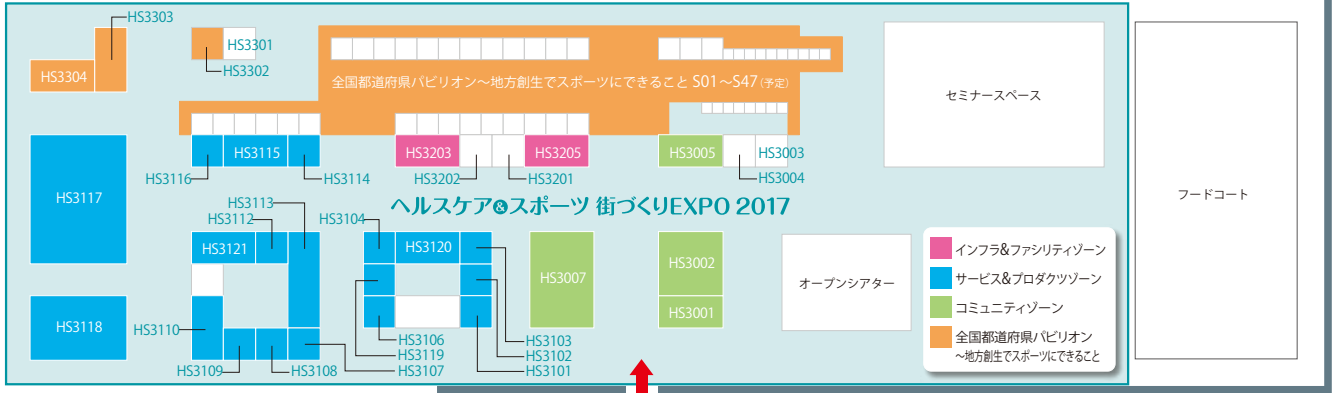 HS3303
HS3304
HS3301
HS3302
全国都道府県パビリオン～地方創生でスポーツにできること S01～S47(予定)
セミナースペース
フードコート
HS3117
HS3115
HS3116
HS3114
HS3203
HS3205
HS3202
HS3201
HS3005
HS3003
HS3004
ヘルスケア&スポーツ 街づくりEXPO 2017
HS3113
HS3112
HS3121
HS3104
HS3120
HS3007
HS3002
HS3001
オープンシアター
HS3118
HS3110
HS3109
HS3108
HS3107
HS3106
HS3119
HS3103
HS3102
HS3101
インフラ&ファシリティゾーン
サービス&プロダクツゾーン
コミュニティゾーン
全国都道府県パビリオン
～地方創生でスポーツにできること